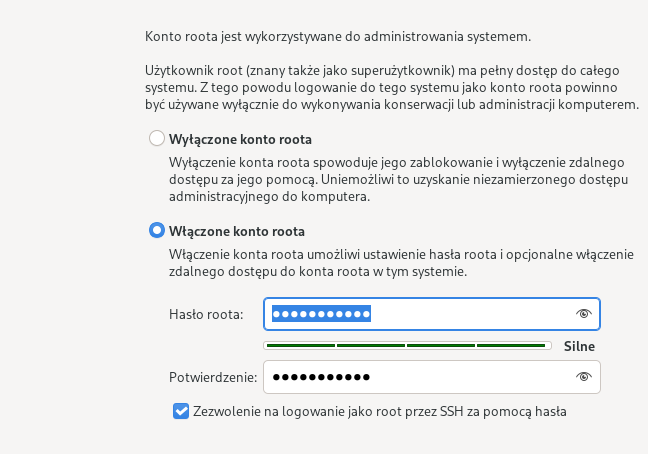 Konto roota jest wykorzystywane do administrowania systemem.
Użytkownik root (znany także jako superużytkownik) ma pełny dostęp do całego
systemu. Z tego powodu logowanie do tego systemu jako konto roota powinno
być używane wyłącznie do wykonywania konserwacji lub administracji komputerem.
Wyłączone konto roota
Wyłączenie konta roota spowoduje jego zablokowanie i wyłączenie zdalnego
dostępu za jego pomocą. Uniemożliwi to uzyskanie niezamierzonego dostępu
administracyjnego do komputera.
Włączone konto roota
Włączenie konta roota umożliwi ustawienie hasła roota i opcjonalne włączenie
zdalnego dostępu do konta roota w tym systemie.
Hasło roota: ●●●●●●●●●●●
Silne
Potwierdzenie: ●●●●●●●●●●●
Zezwolenie na logowanie jako root przez SSH za pomocą hasła